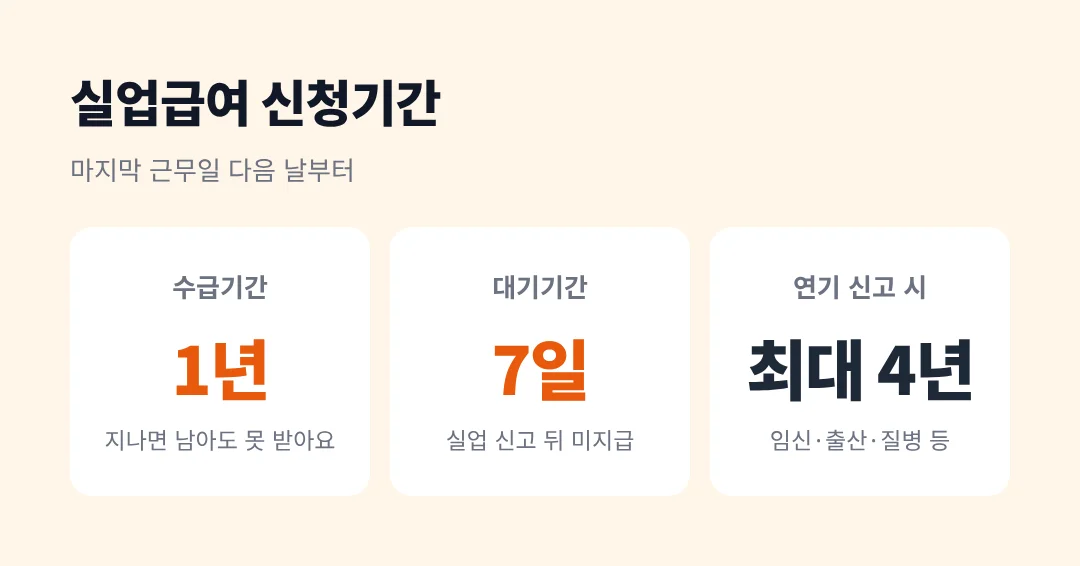 실업급여 신청기간
마지막 근무일 다음 날부터
수급기간
1년
지나면 남아도 못 받아요
대기기간
7일
실업 신고 뒤 미지급
연기 신고 시
최대 4년
임신·출산·질병 등